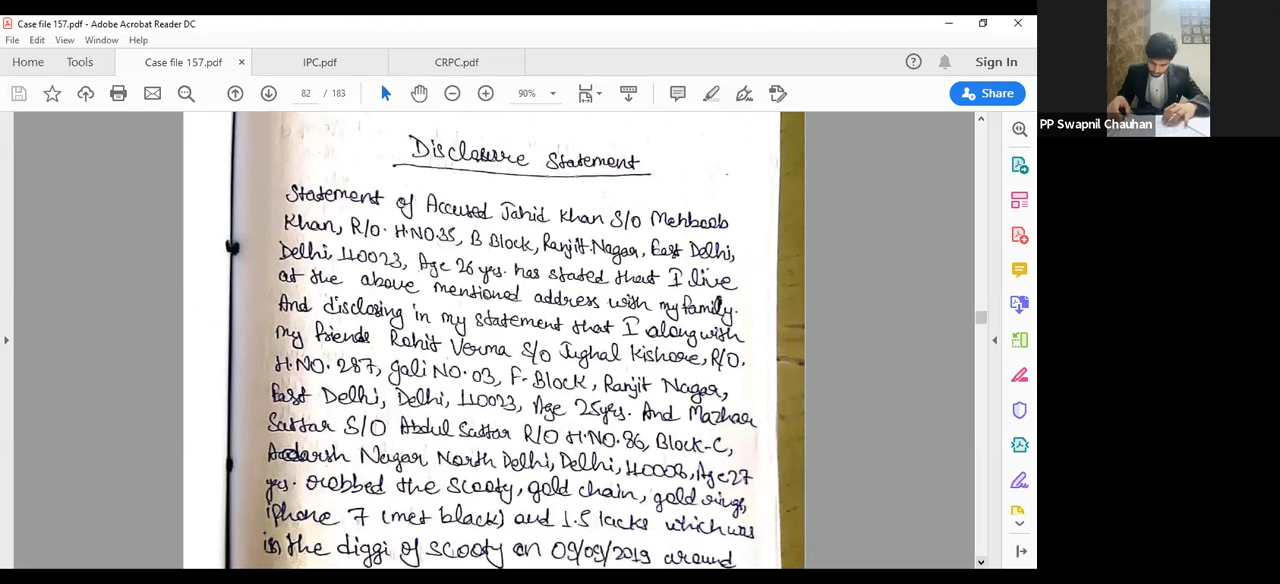 Case file 157.pdf - Adobe Acrobat Reader DC
File Edit View Window Help
Home Tools Case file 157.pdf × IPC.pdf CRPC.pdf Sign In
82 / 183 90% Share
PP Swapnil Chauhan
Disclosure Statement
Statement of Accused Jahid Khan S/O Mehboob
Khan, R/O. H.NO.35, B Block, Ranjit Nagar, East Delhi,
Delhi 110023, Age 26 yrs. has stated that I live
at the above mentioned address with my family.
And disclosing in my statement that I along with
my friends Rohit Verma S/O Jughal Kishore, R/O.
H.NO.287, gali NO.03, F-Block, Ranjit Nagar,
East Delhi, Delhi, 110023, Age 25yrs. And Mazhar
Sattar S/O Abdul Sattar R/O H.NO.86, Block-C,
Aadarsh Nagar North Delhi, Delhi, 110006, Age 27
yrs. robbed the scooty, gold chain, gold rings,
iphone 7 (met black) and 1.5 lacks which was
in the diggi of scooty on 09/09/2019 around